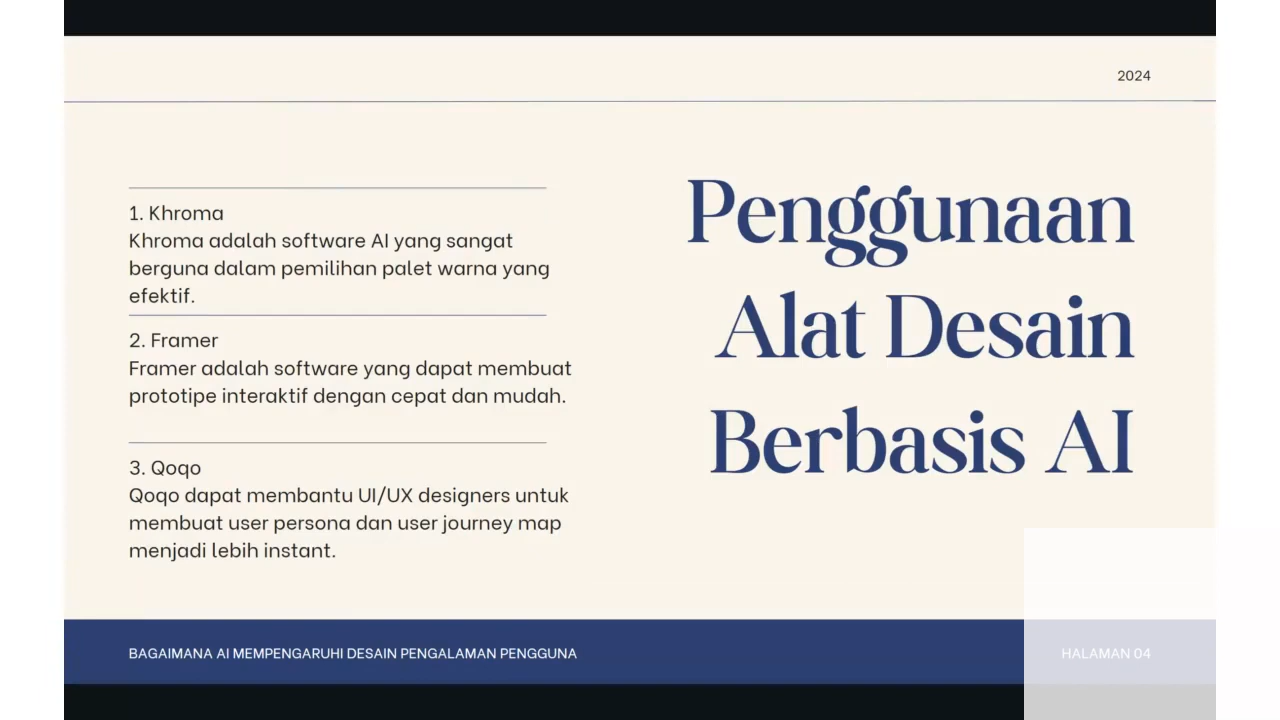 2024
Penggunaan
Alat Desain
Berbasis AI
1. Khroma
Khroma adalah software AI yang sangat
berguna dalam pemilihan palet warna yang
efektif.
2. Framer
Framer adalah software yang dapat membuat
prototipe interaktif dengan cepat dan mudah.
3. Qoqo
Qoqo dapat membantu UI/UX designers untuk
membuat user persona dan user journey map
menjadi lebih instant.
BAGAIMANA AI MEMPENGARUHI DESAIN PENGALAMAN PENGGUNA
HALAMAN 04